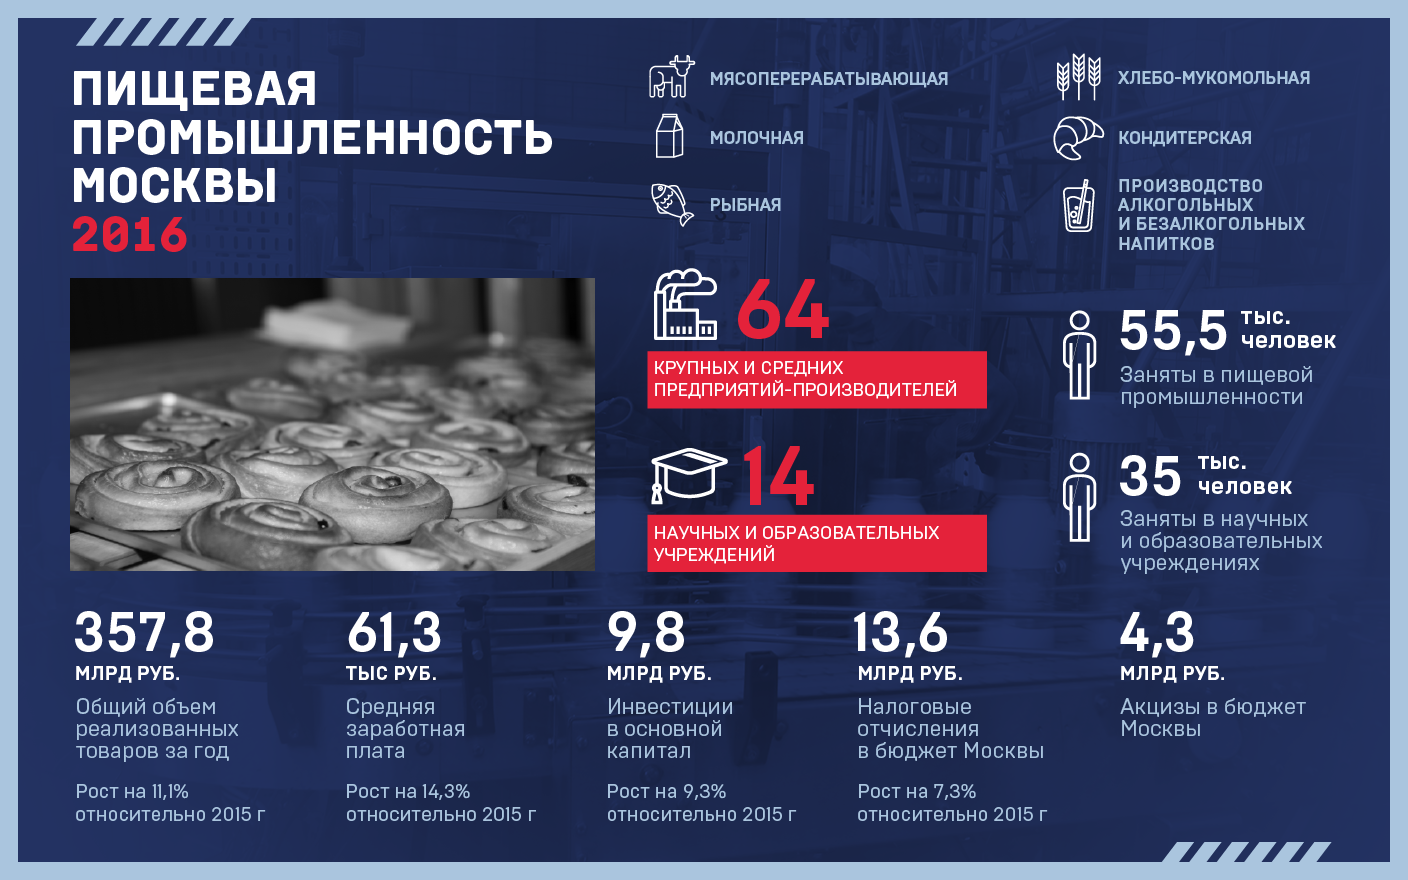 ПИЩЕВАЯ
ПРОМЫШЛЕННОСТЬ
МОСКВЫ
2016
МЯСОПЕРЕРАБАТЫВАЮЩАЯ
МОЛОЧНАЯ
РЫБНАЯ
ХЛЕБО-МУКОМОЛЬНАЯ
КОНДИТЕРСКАЯ
ПРОИЗВОДСТВО
АЛКОГОЛЬНЫХ
И БЕЗАЛКОГОЛЬНЫХ
НАПИТКОВ
64
КРУПНЫХ И СРЕДНИХ
ПРЕДПРИЯТИЙ-ПРОИЗВОДИТЕЛЕЙ
14
НАУЧНЫХ И ОБРАЗОВАТЕЛЬНЫХ
УЧРЕЖДЕНИЙ
55,5 тыс.
человек
Заняты в пищевой
промышленности
35 тыс.
человек
Заняты в научных
и образовательных
учреждениях
357,8
МЛРД РУБ.
Общий объем
реализованных
товаров за год
Рост на 11,1%
относительно 2015 г
61,3
ТЫС РУБ.
Средняя
заработная
плата
Рост на 14,3%
относительно 2015 г
9,8
МЛРД РУБ.
Инвестиции
в основной
капитал
Рост на 9,3%
относительно 2015 г
13,6
МЛРД РУБ.
Налоговые
отчисления
в бюджет Москвы
Рост на 7,3%
относительно 2015 г
4,3
МЛРД РУБ.
Акцизы в бюджет
Москвы